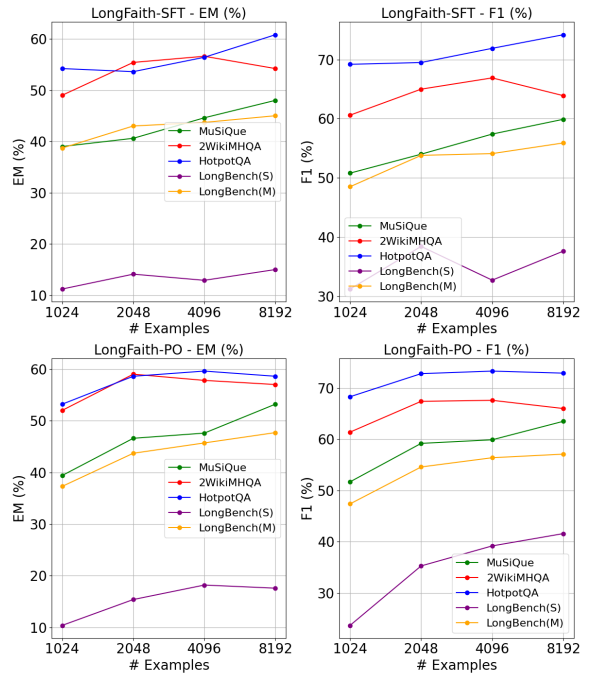 LongFaith-SFT - EM (%)
60
50
40
30
20
10
EM (%)
MuSiQue
2WikiMHQA
HotpotQA
LongBench(S)
LongBench(M)
1024 2048 4096 8192
# Examples
LongFaith-SFT - F1 (%)
70
60
50
40
30
F1 (%)
MuSiQue
2WikiMHQA
HotpotQA
LongBench(S)
LongBench(M)
1024 2048 4096 8192
# Examples
LongFaith-PO - EM (%)
60
50
40
30
20
10
EM (%)
MuSiQue
2WikiMHQA
HotpotQA
LongBench(S)
LongBench(M)
1024 2048 4096 8192
# Examples
LongFaith-PO - F1 (%)
70
60
50
40
30
F1 (%)
MuSiQue
2WikiMHQA
HotpotQA
LongBench(S)
LongBench(M)
1024 2048 4096 8192
# Examples